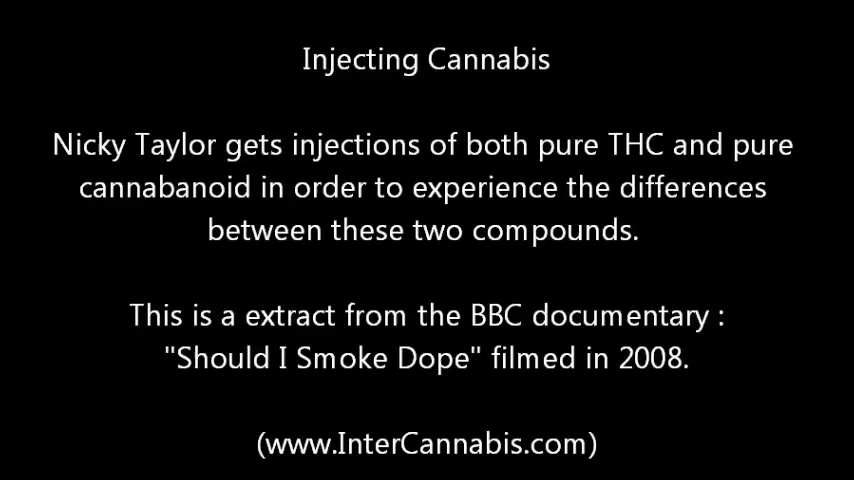 Injecting Cannabis
Nicky Taylor gets injections of both pure THC and pure
cannabanoid in order to experience the differences
between these two compounds.
This is a extract from the BBC documentary :
"Should I Smoke Dope" filmed in 2008.
(www.InterCannabis.com)